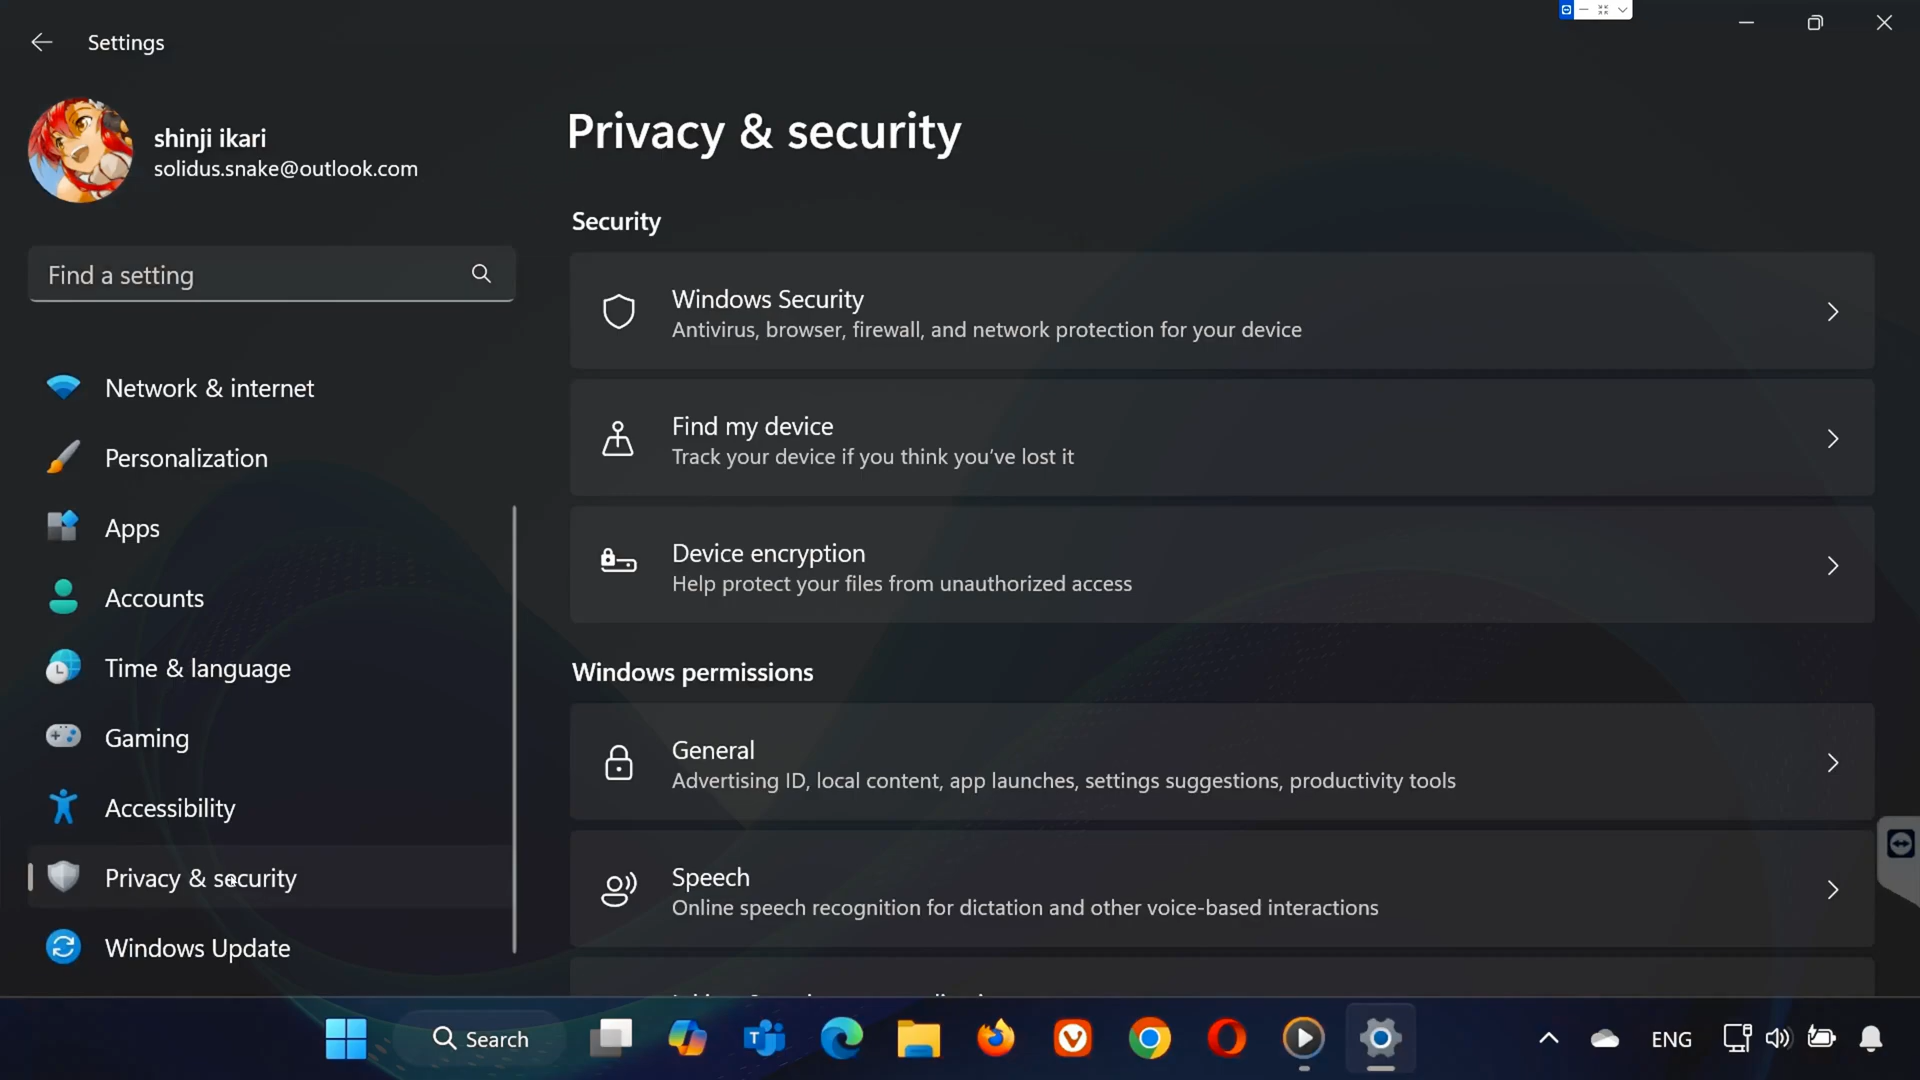 Settings
shinji ikari
solidus.snake@outlook.com
Find a setting
Network & internet
Personalization
Apps
Accounts
Time & language
Gaming
Accessibility
Privacy & security
Windows Update
Privacy & security
Security
Windows Security
Antivirus, browser, firewall, and network protection for your device
Find my device
Track your device if you think you've lost it
Device encryption
Help protect your files from unauthorized access
Windows permissions
General
Advertising ID, local content, app launches, settings suggestions, productivity tools
Speech
Online speech recognition for dictation and other voice-based interactions
Search
ENG